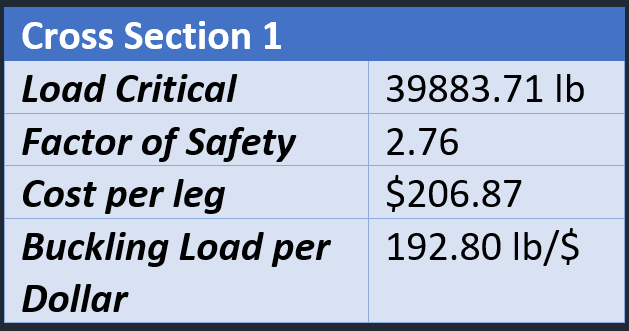 Cross Section 1
Load Critical 39883.71 lb
Factor of Safety 2.76
Cost per leg $206.87
Buckling Load per 192.80 lb/$
Dollar